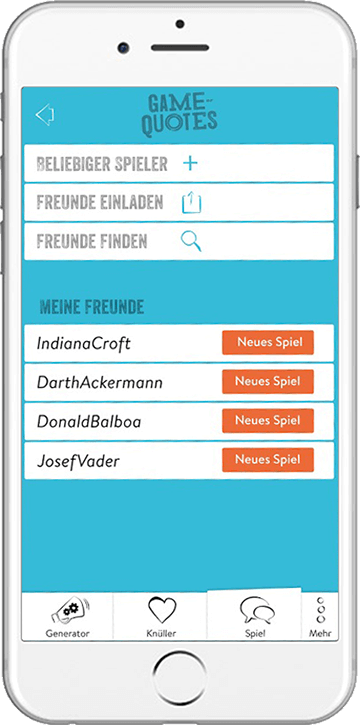 GAME-
QUOTES
BELIEBIGER SPIELER
FREUNDE EINLADEN
FREUNDE FINDEN
MEINE FREUNDE
IndianaCroft Neues Spiel
DarthAckermann Neues Spiel
DonaldBalboa Neues Spiel
JosefVader Neues Spiel
Generator Knüller Spiel Mehr